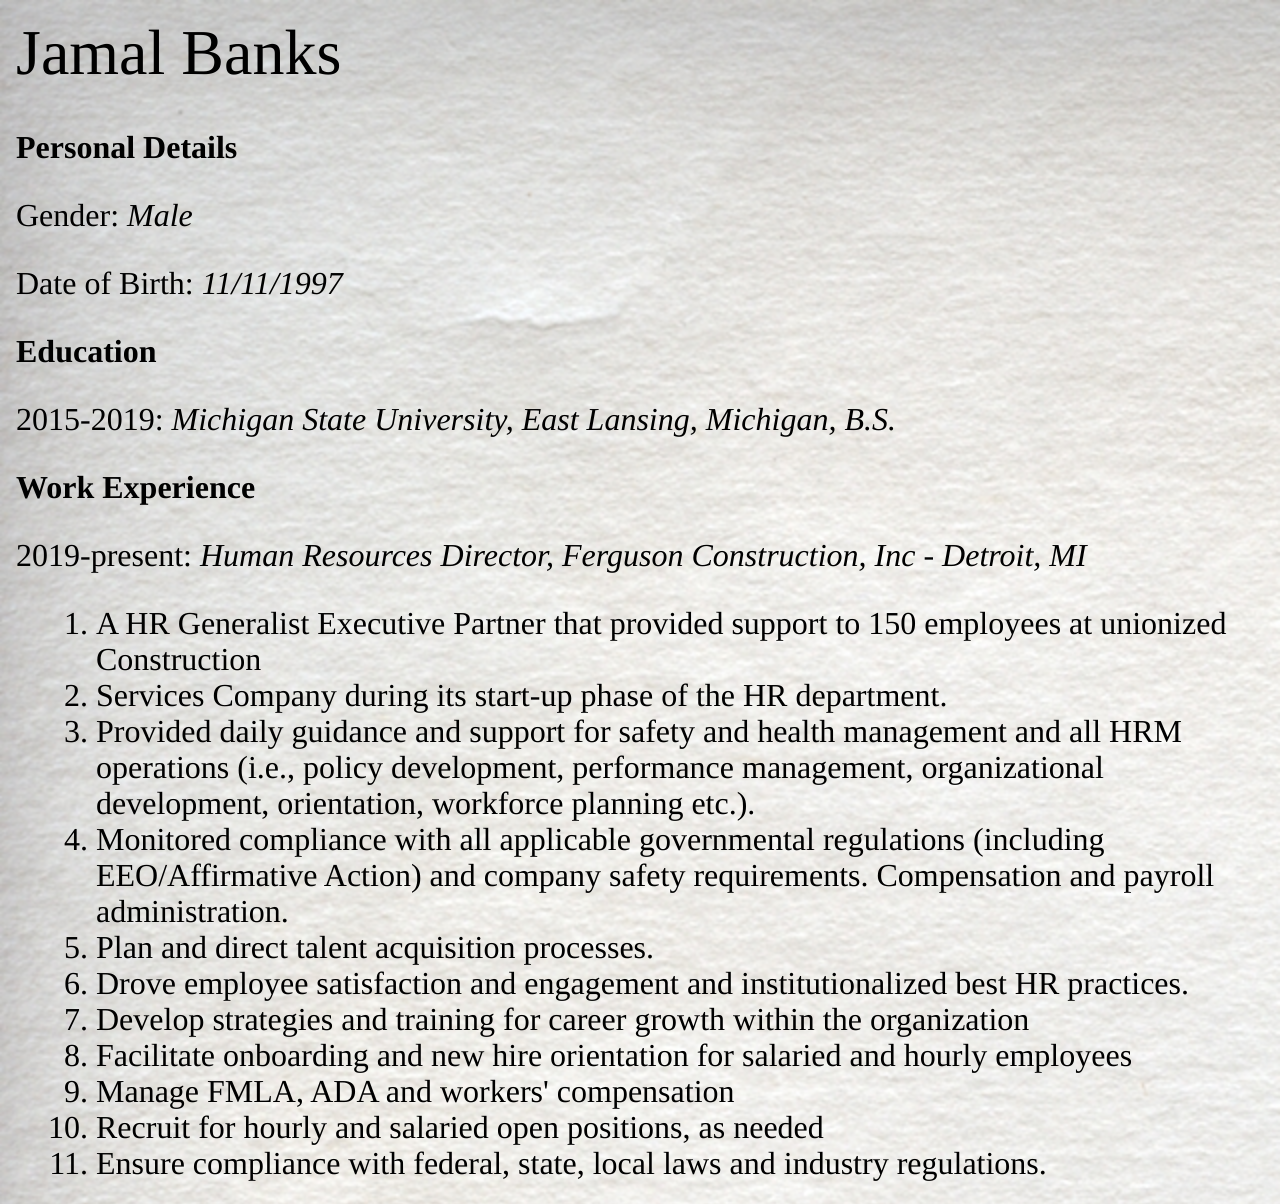 Jamal Banks
Personal Details
Gender: Male
Date of Birth: 11/11/1997
Education
2015-2019: Michigan State University, East Lansing, Michigan, B.S.
Work Experience
2019-present: Human Resources Director, Ferguson Construction, Inc - Detroit, MI
1. A HR Generalist Executive Partner that provided support to 150 employees at unionized
Construction
2. Services Company during its start-up phase of the HR department.
3. Provided daily guidance and support for safety and health management and all HRM
operations (i.e., policy development, performance management, organizational
development, orientation, workforce planning etc.).
4. Monitored compliance with all applicable governmental regulations (including
EEO/Affirmative Action) and company safety requirements. Compensation and payroll
administration.
5. Plan and direct talent acquisition processes.
6. Drove employee satisfaction and engagement and institutionalized best HR practices.
7. Develop strategies and training for career growth within the organization
8. Facilitate onboarding and new hire orientation for salaried and hourly employees
9. Manage FMLA, ADA and workers' compensation
10. Recruit for hourly and salaried open positions, as needed
11. Ensure compliance with federal, state, local laws and industry regulations.